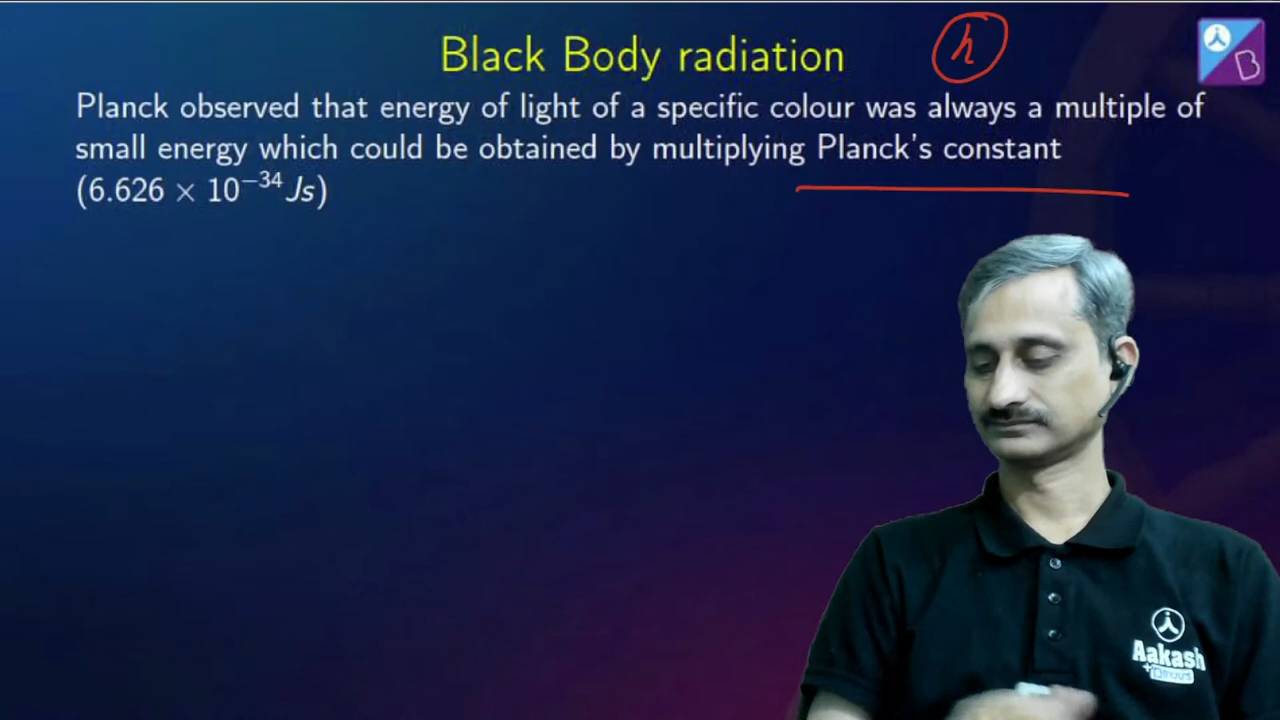 Black Body radiation
h
Planck observed that energy of light of a specific colour was always a multiple of
small energy which could be obtained by multiplying Planck's constant
(6.626 × 10⁻³⁴ Js)
B
Aakash
+BYJU'S